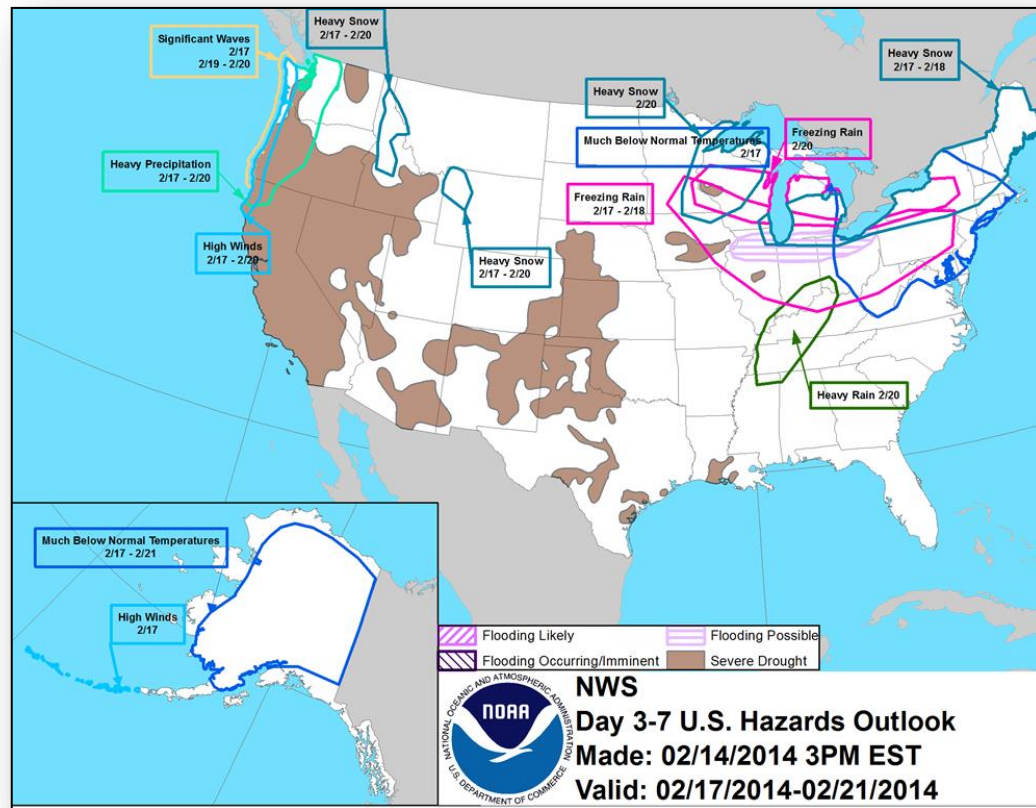 Significant Waves
2/17
2/19 - 2/20
Heavy Snow
2/17 - 2/20
Heavy Snow
2/17 - 2/18
Heavy Snow
2/20
Much Below Normal Temperatures
2/17
Freezing Rain
2/20
Heavy Precipitation
2/17 - 2/20
Freezing Rain
2/17 - 2/18
High Winds
2/17 - 2/20
Heavy Snow
2/17 - 2/20
Heavy Rain 2/20
Much Below Normal Temperatures
2/17 - 2/21
High Winds
2/17
Flooding Likely
Flooding Possible
Flooding Occurring/Imminent
Severe Drought
NATIONAL OCEANIC AND ATMOSPHERIC ADMINISTRATION
NOAA
U.S. DEPARTMENT OF COMMERCE
NWS
Day 3-7 U.S. Hazards Outlook
Made: 02/14/2014 3PM EST
Valid: 02/17/2014-02/21/2014